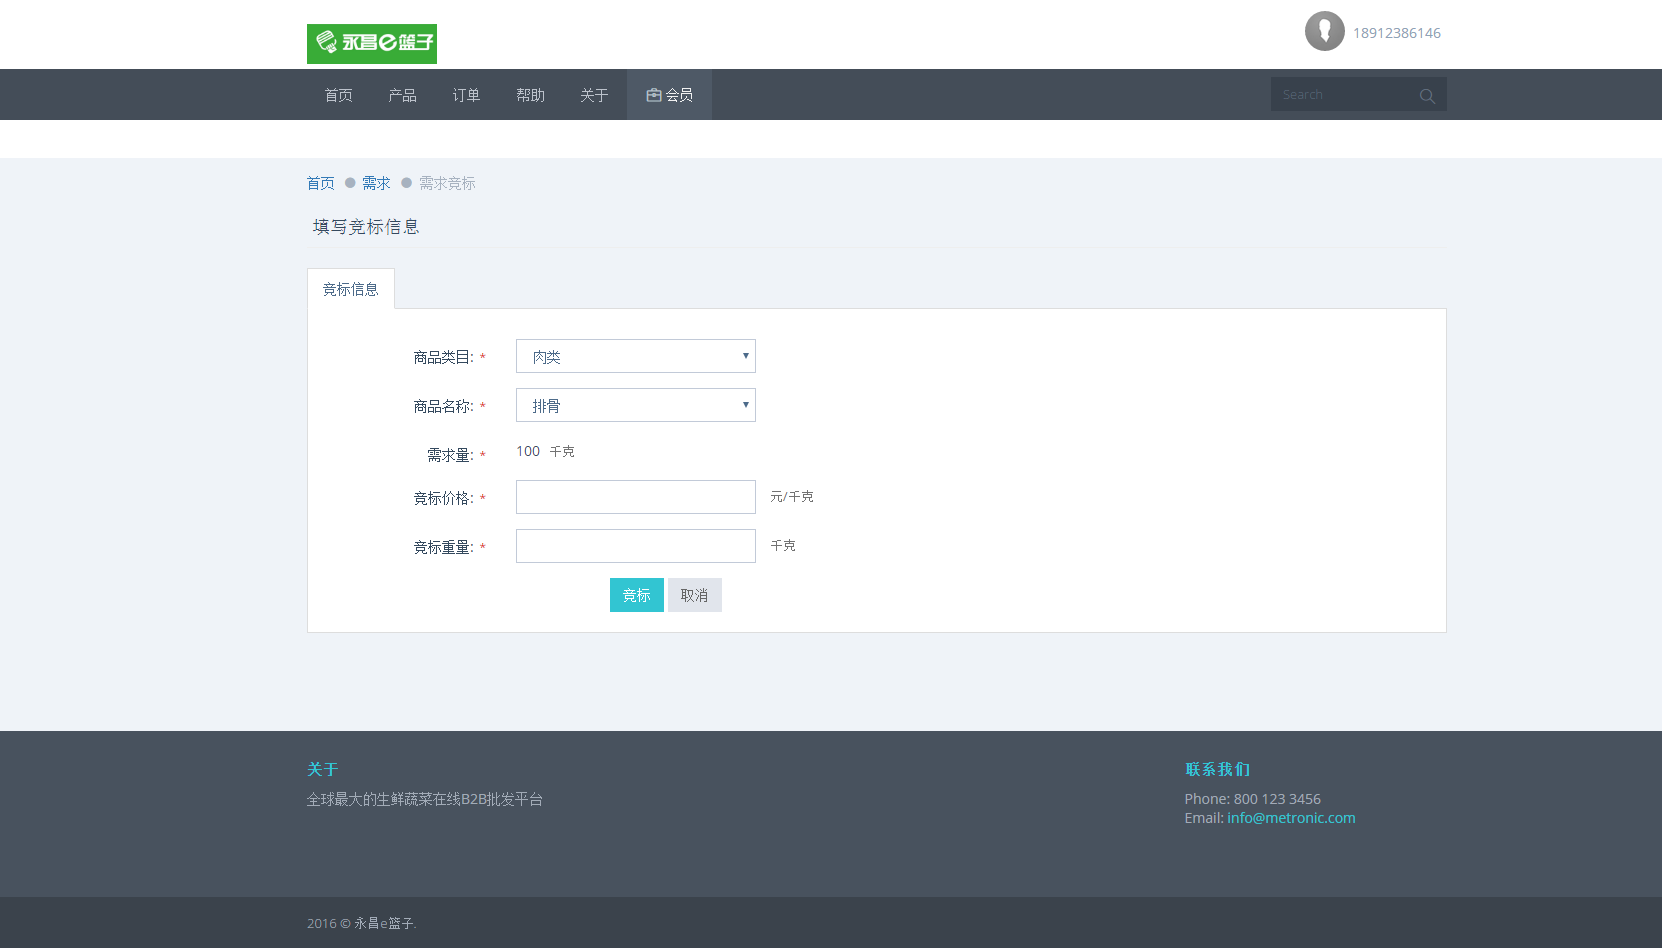 永昌e篮子
18912386146
首页 产品 订单 帮助 关于 会员 Search
首页 需求 需求竞标
填写竞标信息
竞标信息
商品类目: * 肉类
商品名称: * 排骨
需求量: * 100 千克
竞标价格: * 元/千克
竞标重量: * 千克
竞标 取消
关于
全球最大的生鲜蔬菜在线B2B批发平台
联系我们
Phone: 800 123 3456
Email: info@metronic.com
2016 © 永昌e篮子.